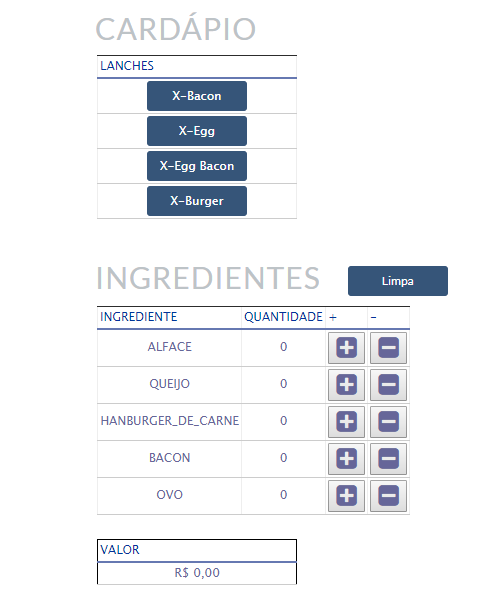 CARDÁPIO
LANCHES
X-Bacon
X-Egg
X-Egg Bacon
X-Burger
INGREDIENTES Limpa
INGREDIENTE QUANTIDADE + -
ALFACE 0 + -
QUEIJO 0 + -
HANBURGER_DE_CARNE 0 + -
BACON 0 + -
OVO 0 + -
VALOR
R$ 0,00